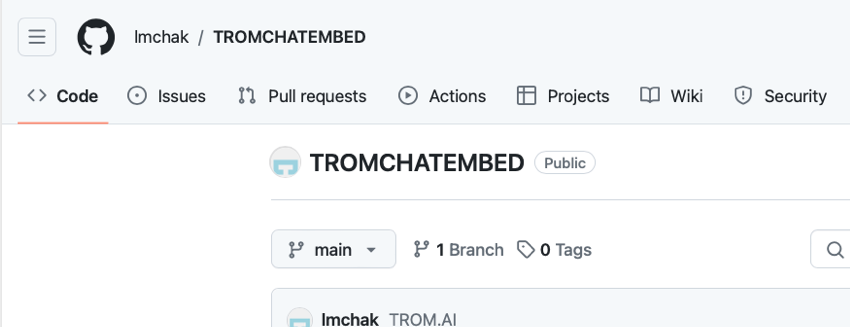 lmchak / TROMCHATEMBED
Code Issues Pull requests Actions Projects Wiki Security
TROMCHATEMBED Public
main 1 Branch 0 Tags
lmchak TROM.AI